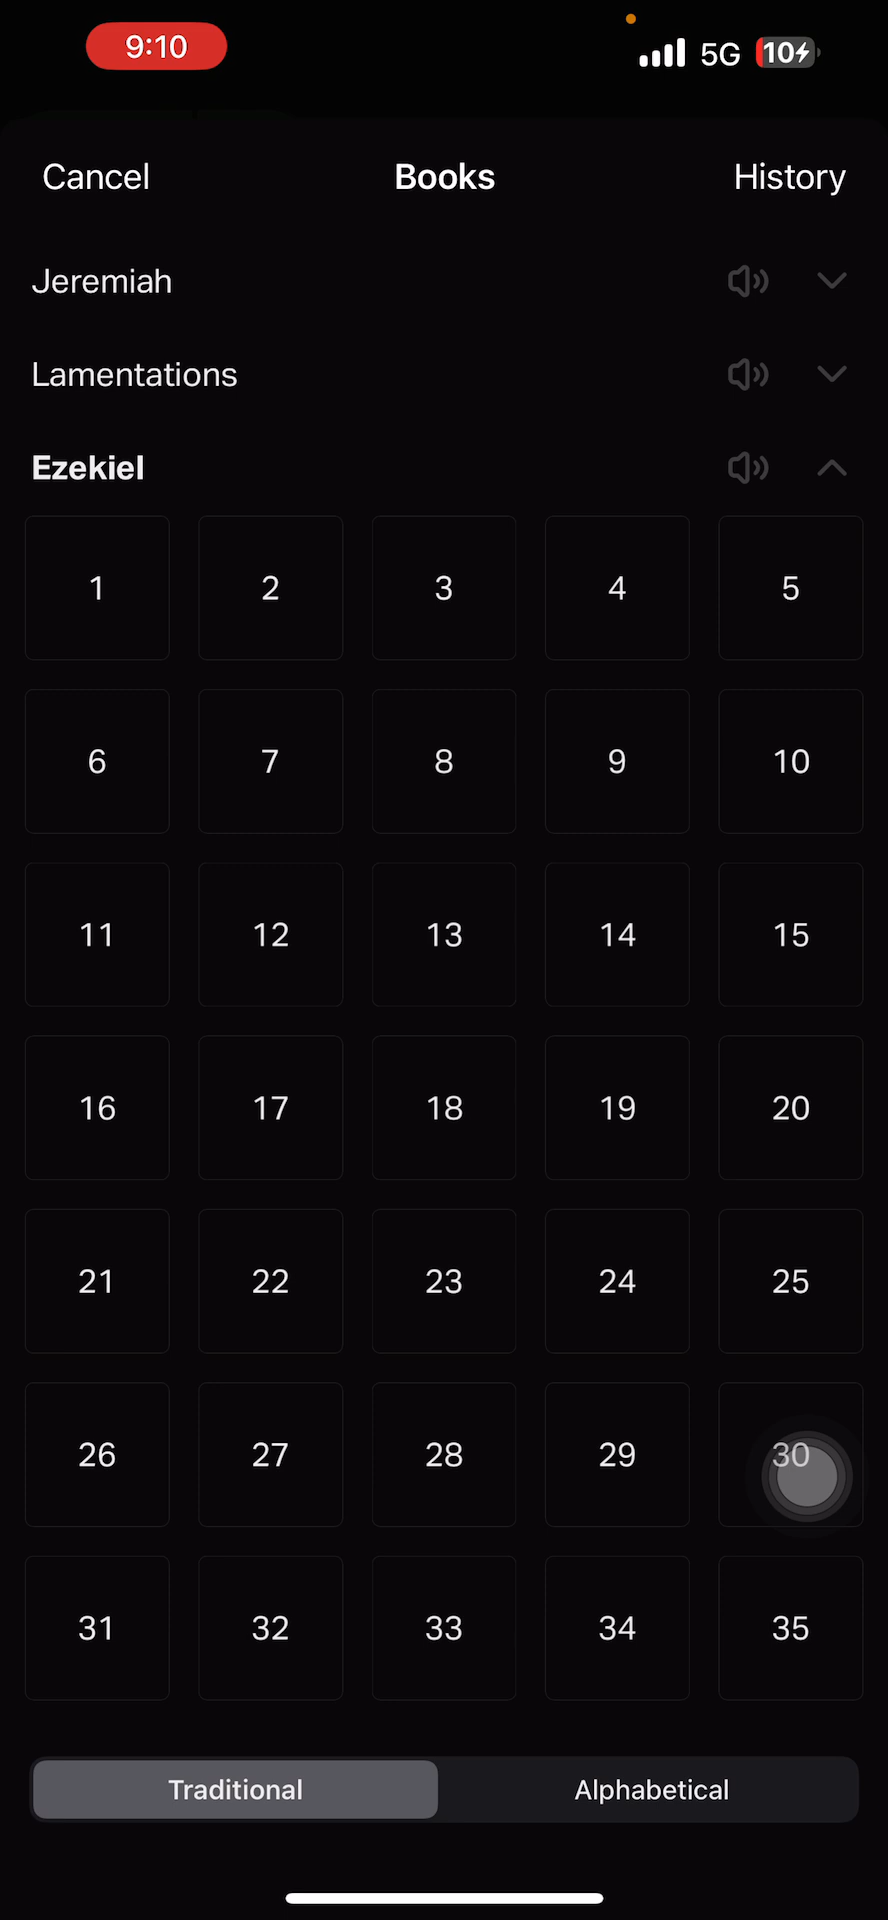 9:10 5G 10
Cancel Books History
Jeremiah
Lamentations
Ezekiel
1 2 3 4 5
6 7 8 9 10
11 12 13 14 15
16 17 18 19 20
21 22 23 24 25
26 27 28 29 30
31 32 33 34 35
Traditional Alphabetical